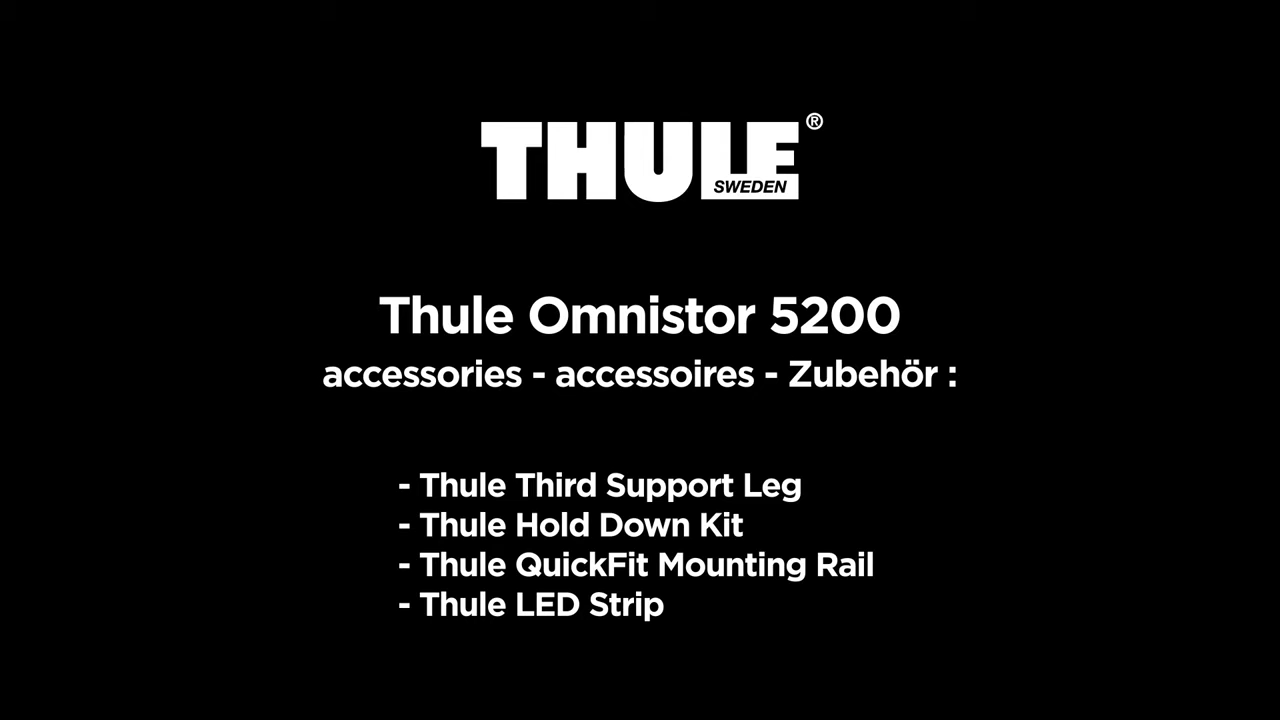 THULE®
SWEDEN
Thule Omnistor 5200
accessories - accessoires - Zubehör :
- Thule Third Support Leg
- Thule Hold Down Kit
- Thule QuickFit Mounting Rail
- Thule LED Strip